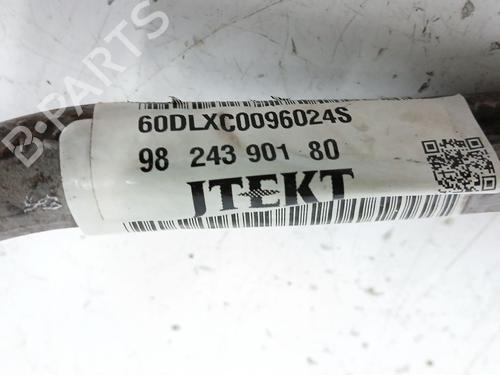 B-PARTS
60DLXC0096024S
98 243 901 80
JTEKT